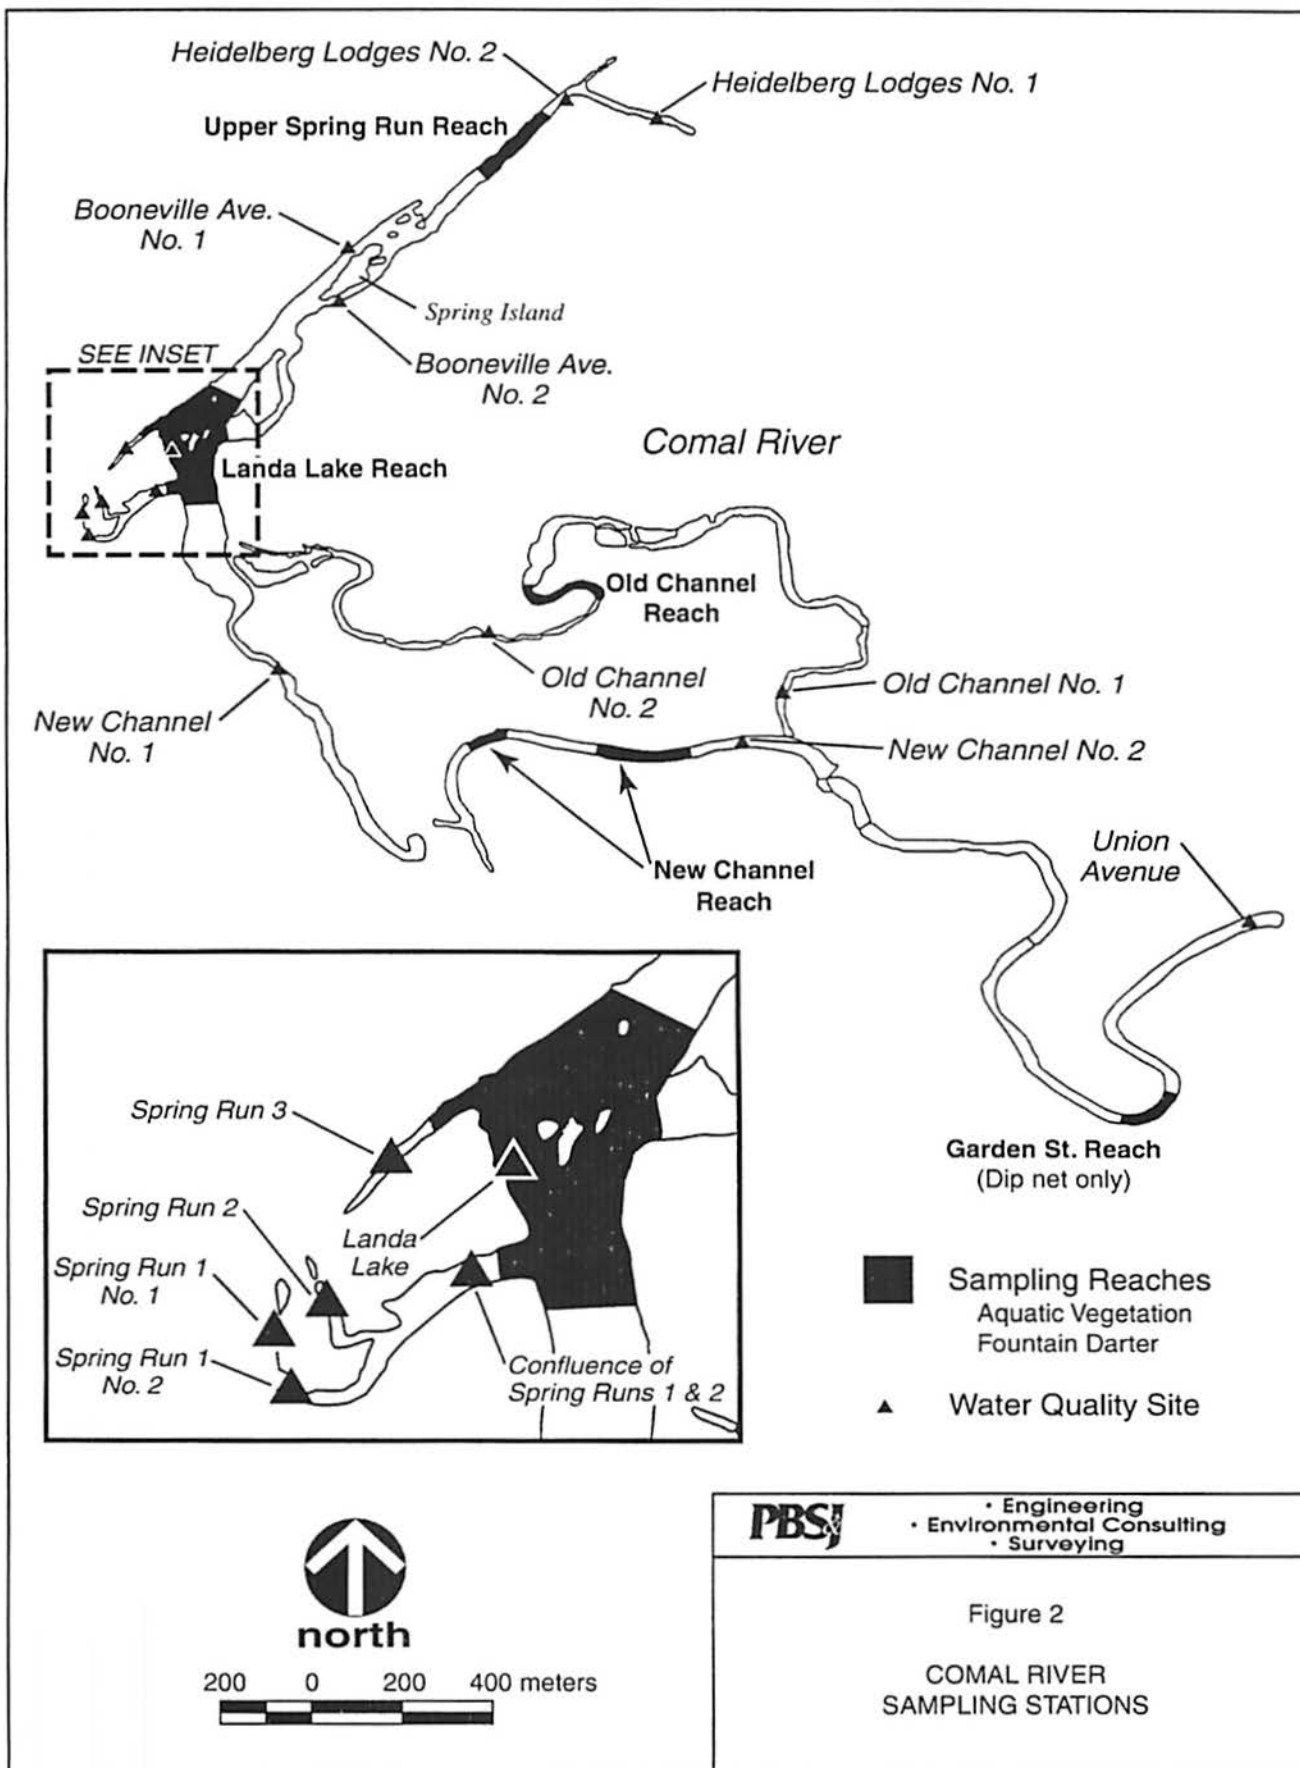 Heidelberg Lodges No. 2
Heidelberg Lodges No. 1
Upper Spring Run Reach
Booneville Ave.
No. 1
Spring Island
SEE INSET
Booneville Ave.
No. 2
Comal River
Landa Lake Reach
Old Channel
Reach
Old Channel
No. 2
Old Channel No. 1
New Channel
No. 1
New Channel No. 2
Union
Avenue
New Channel
Reach
Spring Run 3
Spring Run 2
Landa
Lake
Spring Run 1
No. 1
Spring Run 1
No. 2
Confluence of
Spring Runs 1 & 2
Garden St. Reach
(Dip net only)
Sampling Reaches
Aquatic Vegetation
Fountain Darter
Water Quality Site
PBS&J
• Engineering
• Environmental Consulting
• Surveying
north
200 0 200 400 meters
Figure 2
COMAL RIVER
SAMPLING STATIONS